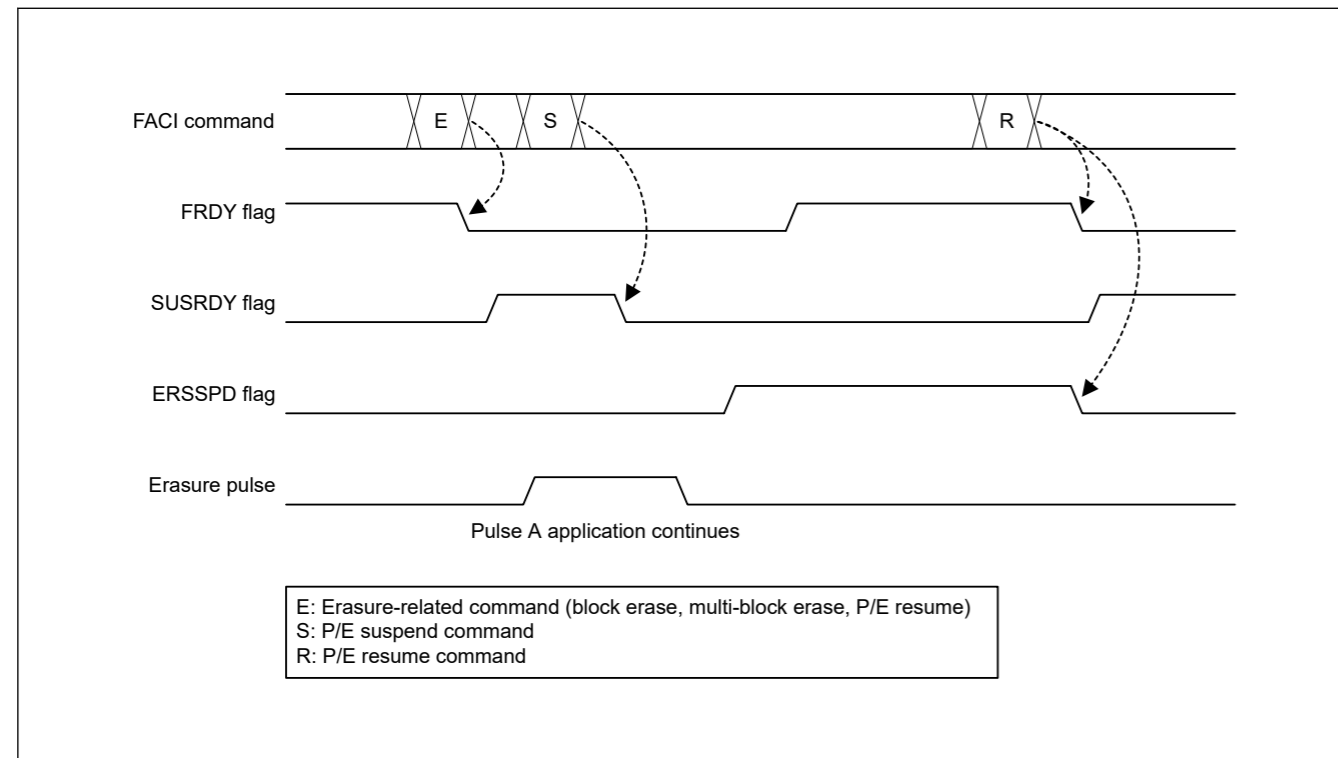 FACI command
E
S
R
FRDY flag
SUSRDY flag
ERSSPD flag
Erasure pulse
Pulse A application continues
E: Erasure-related command (block erase, multi-block erase, P/E resume)
S: P/E suspend command
R: P/E resume command